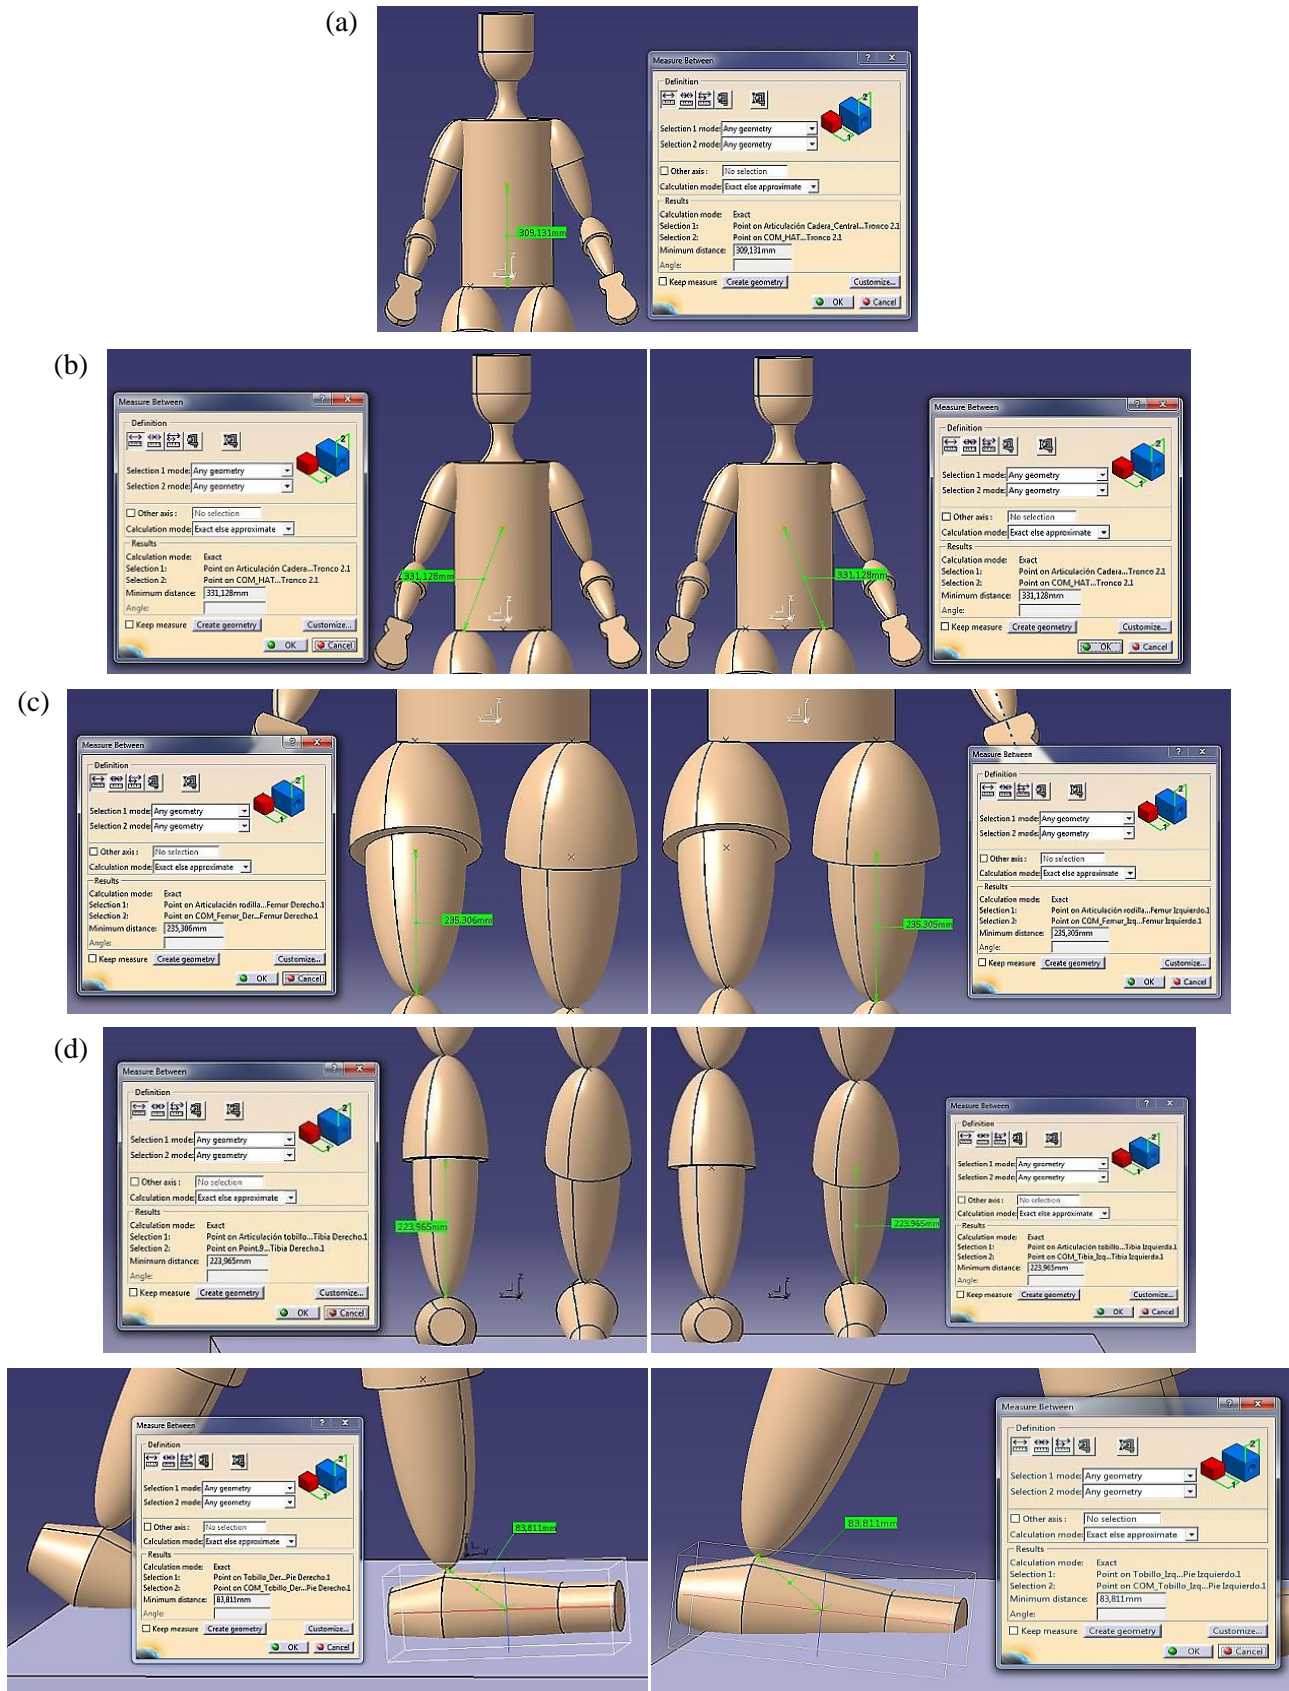 (a)
Measure Between
Definition
Selection 1 mode: Any geometry
Selection 2 mode: Any geometry
Other axis : No selection
Calculation mode: Exact else approximate
Results
Calculation mode: Exact
Selection 1: Point on Articulación Cadera_Central...Tronco 2.1
Selection 2: Point on COM_HAT...Tronco 2.1
Minimum distance: 309,131mm
Angle:
Keep measure Create geometry Customize...
OK Cancel
309,131mm
(b)
Measure Between
Definition
Selection 1 mode: Any geometry
Selection 2 mode: Any geometry
Other axis : No selection
Calculation mode: Exact else approximate
Results
Calculation mode: Exact
Selection 1: Point on Articulación Cadera...Tronco 2.1
Selection 2: Point on COM_HAT...Tronco 2.1
Minimum distance: 331,128mm
Angle:
Keep measure Create geometry Customize...
OK Cancel
331,128mm
331,128mm
Measure Between
Definition
Selection 1 mode: Any geometry
Selection 2 mode: Any geometry
Other axis : No selection
Calculation mode: Exact else approximate
Results
Calculation mode: Exact
Selection 1: Point on Articulación Cadera...Tronco 2.1
Selection 2: Point on COM_HAT...Tronco 2.1
Minimum distance: 331,128mm
Angle:
Keep measure Create geometry Customize...
OK Cancel
(c)
Measure Between
Definition
Selection 1 mode: Any geometry
Selection 2 mode: Any geometry
Other axis : No selection
Calculation mode: Exact else approximate
Results
Calculation mode: Exact
Selection 1: Point on Articulación rodilla...Femur Derecho.1
Selection 2: Point on COM_Femur_Der...Femur Derecho.1
Minimum distance: 235,306mm
Angle:
Keep measure Create geometry Customize...
OK Cancel
235,306mm
235,305mm
Measure Between
Definition
Selection 1 mode: Any geometry
Selection 2 mode: Any geometry
Other axis : No selection
Calculation mode: Exact else approximate
Results
Calculation mode: Exact
Selection 1: Point on Articulación rodilla...Femur Izquierdo.1
Selection 2: Point on COM_Femur_Izq...Femur Izquierdo.1
Minimum distance: 235,305mm
Angle:
Keep measure Create geometry Customize...
OK Cancel
(d)
Measure Between
Definition
Selection 1 mode: Any geometry
Selection 2 mode: Any geometry
Other axis : No selection
Calculation mode: Exact else approximate
Results
Calculation mode: Exact
Selection 1: Point on Articulación tobillo...Tibia Derecho.1
Selection 2: Point on Point.9...Tibia Derecho.1
Minimum distance: 223,965mm
Angle:
Keep measure Create geometry Customize...
OK Cancel
223,965mm
223,965mm
Measure Between
Definition
Selection 1 mode: Any geometry
Selection 2 mode: Any geometry
Other axis : No selection
Calculation mode: Exact else approximate
Results
Calculation mode: Exact
Selection 1: Point on Articulación tobillo...Tibia Izquierda.1
Selection 2: Point on COM_Tibia_Izq...Tibia Izquierda.1
Minimum distance: 223,965mm
Angle:
Keep measure Create geometry Customize...
OK Cancel
Measure Between
Definition
Selection 1 mode: Any geometry
Selection 2 mode: Any geometry
Other axis : No selection
Calculation mode: Exact else approximate
Results
Calculation mode: Exact
Selection 1: Point on Tobillo_Der...Pie Derecho.1
Selection 2: Point on COM_Tobillo_Der...Pie Derecho.1
Minimum distance: 83,811mm
Angle:
Keep measure Create geometry Customize...
OK Cancel
83,811mm
83,811mm
Measure Between
Definition
Selection 1 mode: Any geometry
Selection 2 mode: Any geometry
Other axis : No selection
Calculation mode: Exact else approximate
Results
Calculation mode: Exact
Selection 1: Point on Tobillo_Izq...Pie Izquierdo.1
Selection 2: Point on COM_Tobillo_Izq...Pie Izquierdo.1
Minimum distance: 83,811mm
Angle:
Keep measure Create geometry Customize...
OK Cancel